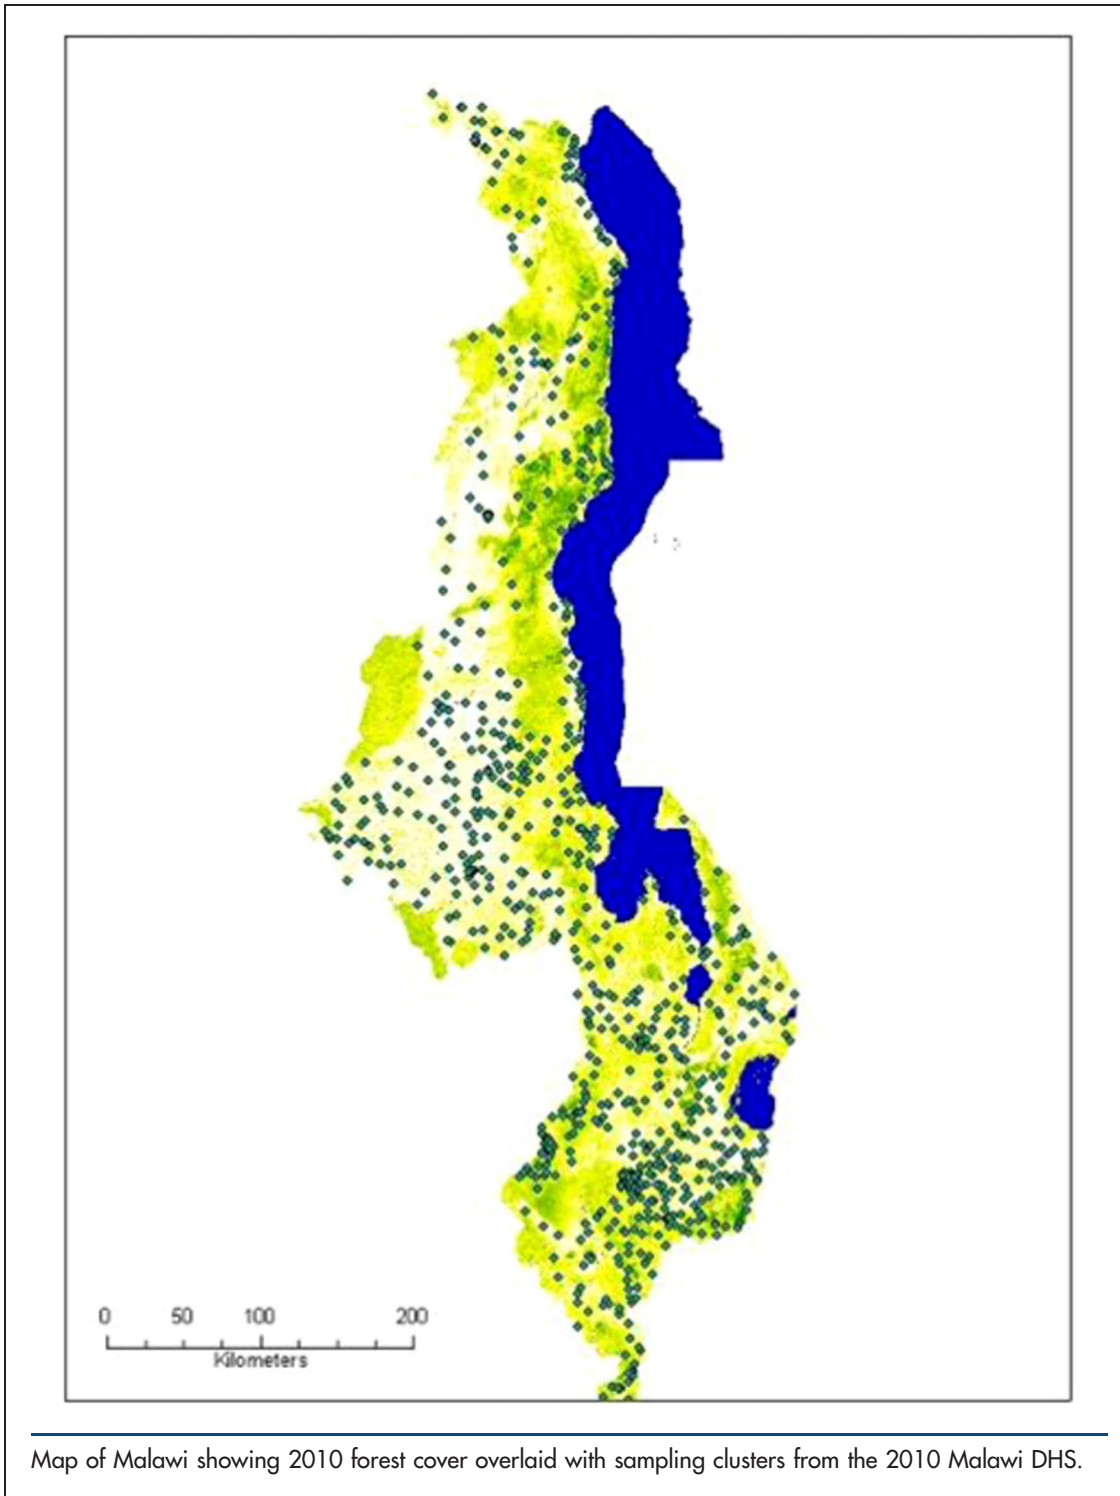 0 50 100 200
Kilometers
Map of Malawi showing 2010 forest cover overlaid with sampling clusters from the 2010 Malawi DHS.